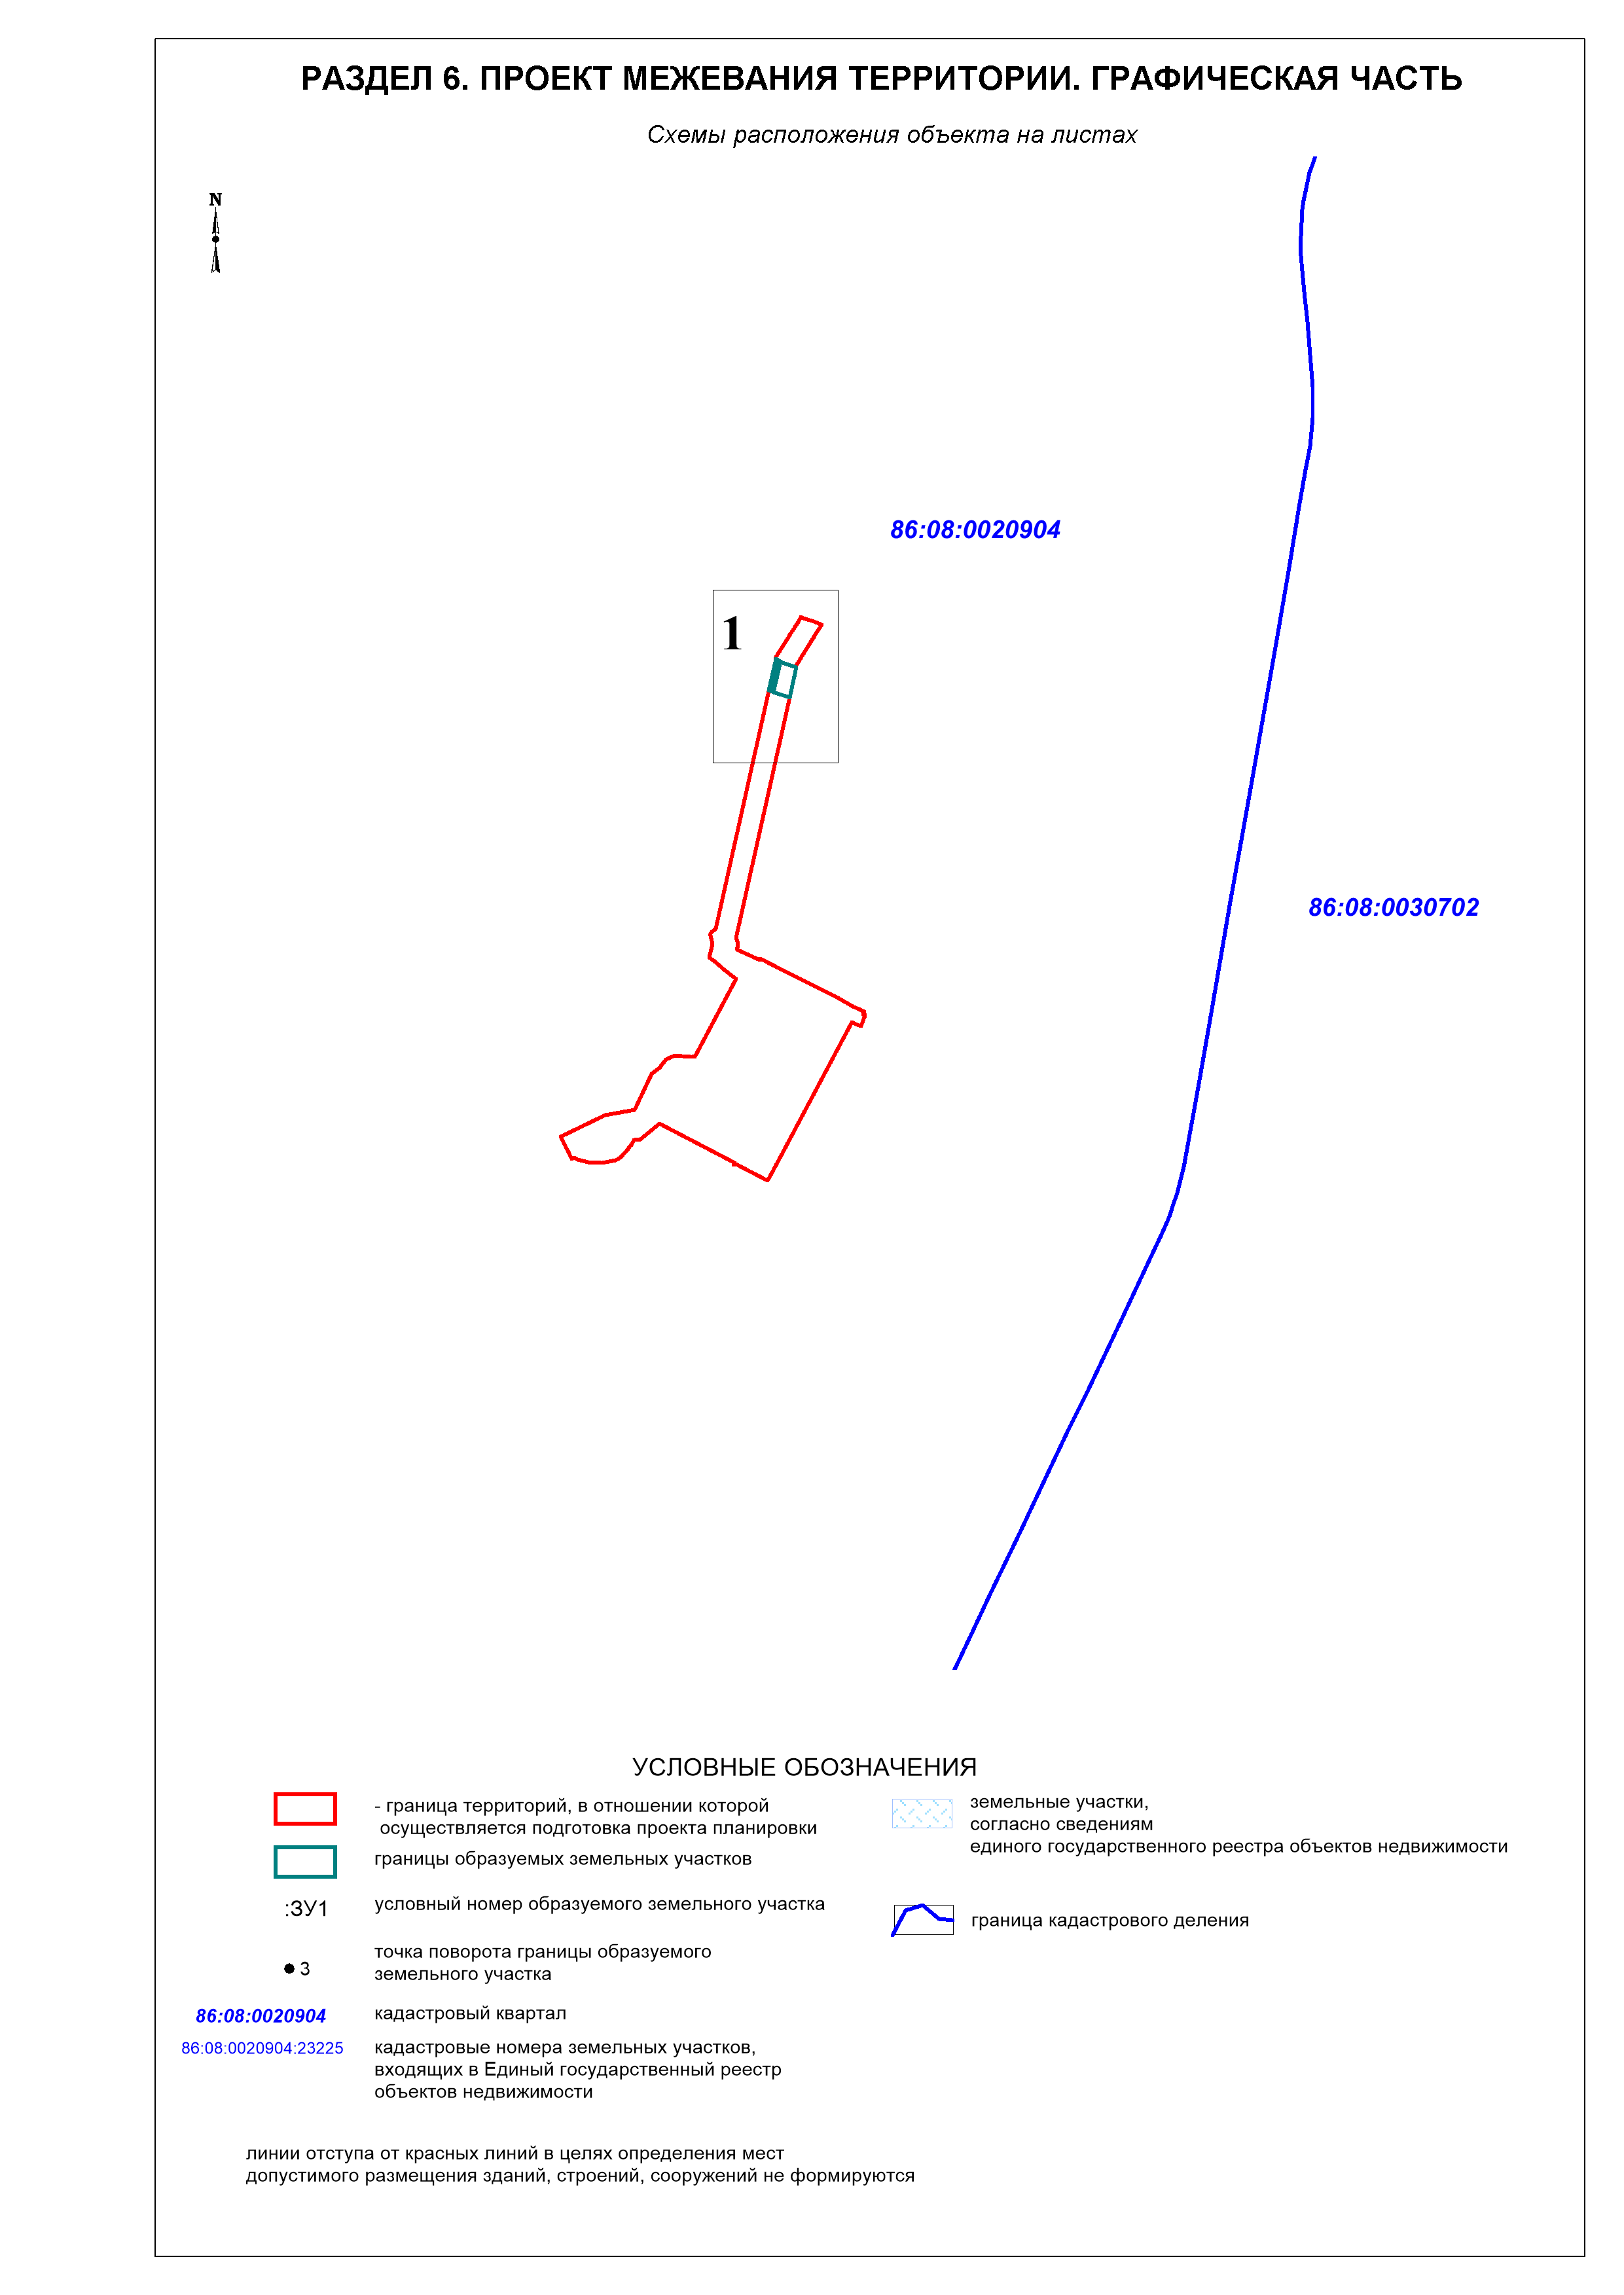 РАЗДЕЛ 6. ПРОЕКТ МЕЖЕВАНИЯ ТЕРРИТОРИИ. ГРАФИЧЕСКАЯ ЧАСТЬ
Схемы расположения объекта на листах
N
86:08:0020904
1
86:08:0030702
УСЛОВНЫЕ ОБОЗНАЧЕНИЯ
- граница территорий, в отношении которой
осуществляется подготовка проекта планировки
границы образуемых земельных участков
:ЗУ1
условный номер образуемого земельного участка
3
точка поворота границы образуемого
земельного участка
86:08:0020904
кадастровый квартал
86:08:0020904:23225
кадастровые номера земельных участков,
входящих в Единый государственный реестр
объектов недвижимости
земельные участки,
согласно сведениям
единого государственного реестра объектов недвижимости
граница кадастрового деления
линии отступа от красных линий в целях определения мест
допустимого размещения зданий, строений, сооружений не формируются